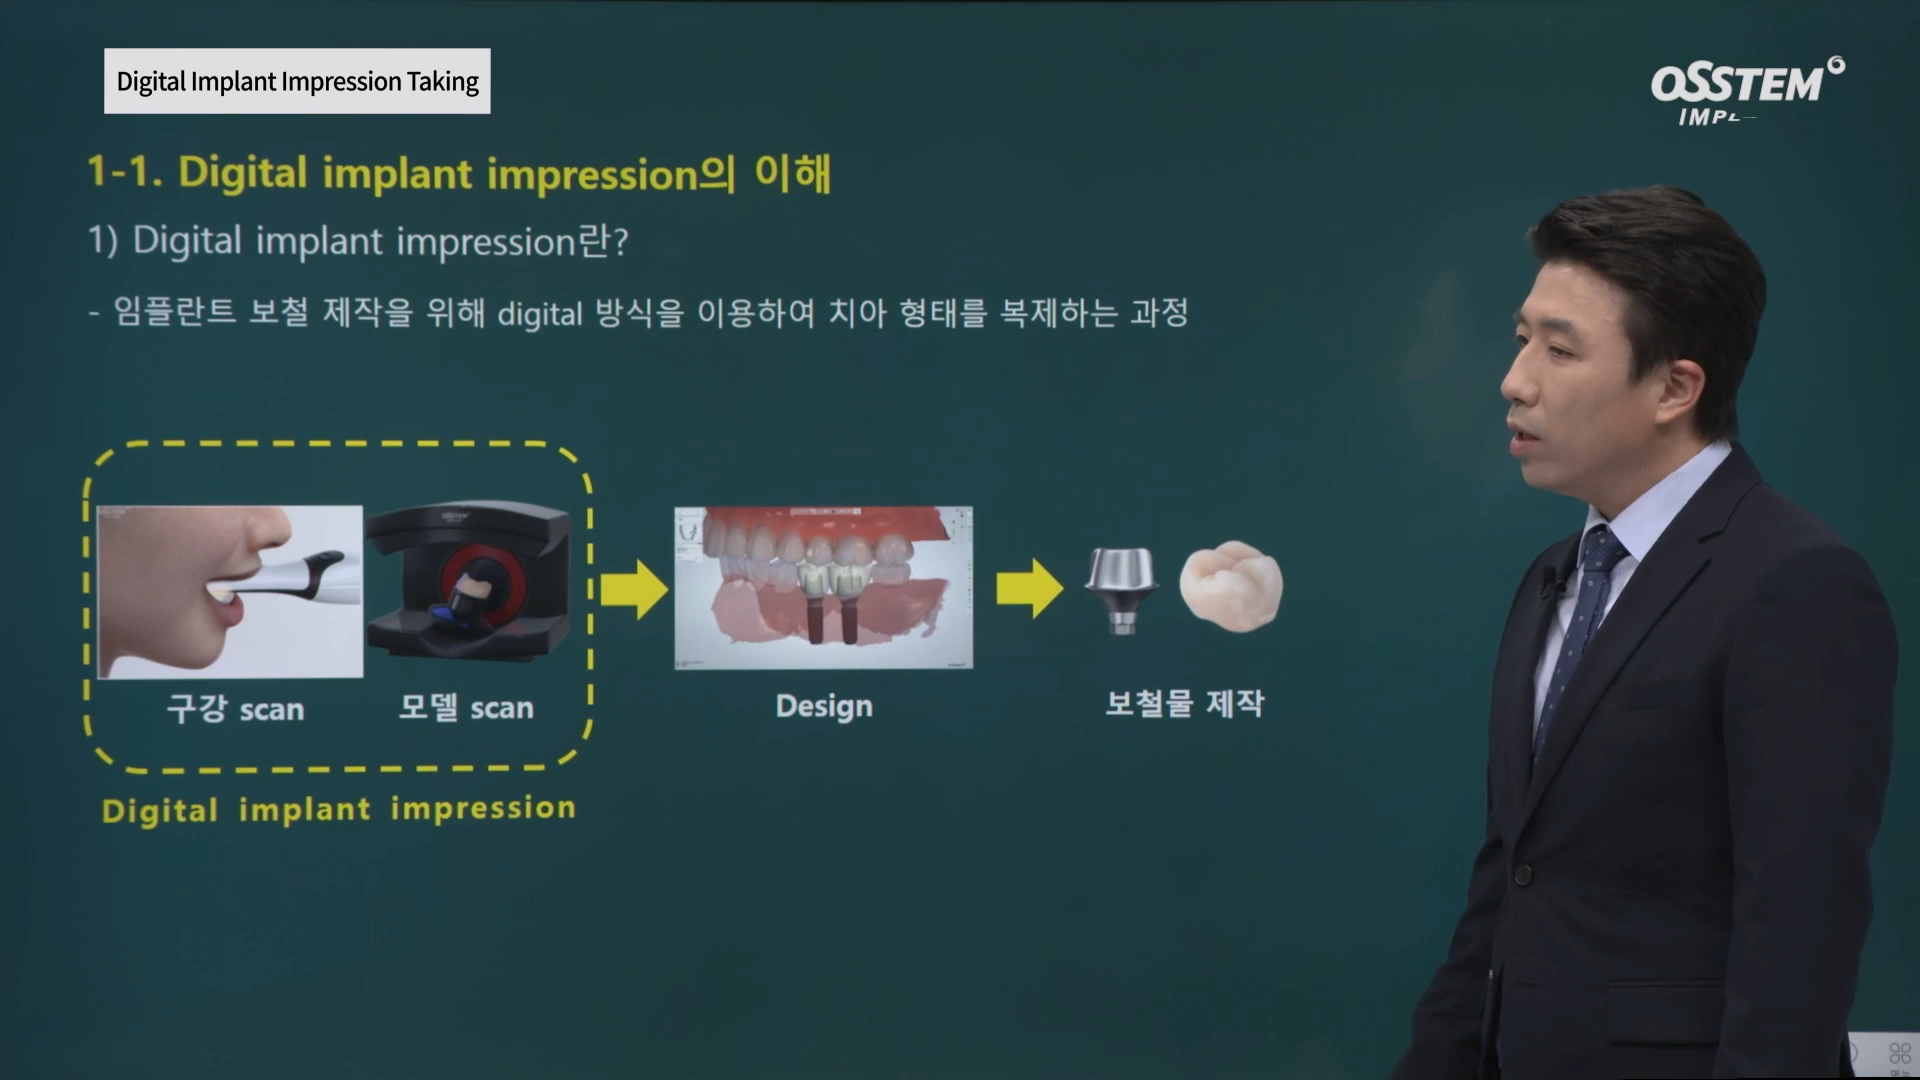 Digital Implant Impression Taking
OSSTEM
IMPL
1-1. Digital implant impression의 이해
1) Digital implant impression란?
- 임플란트 보철 제작을 위해 digital 방식을 이용하여 치아 형태를 복제하는 과정
OSSTEM
구강 scan
모델 scan
Design
보철물 제작
Digital implant impression